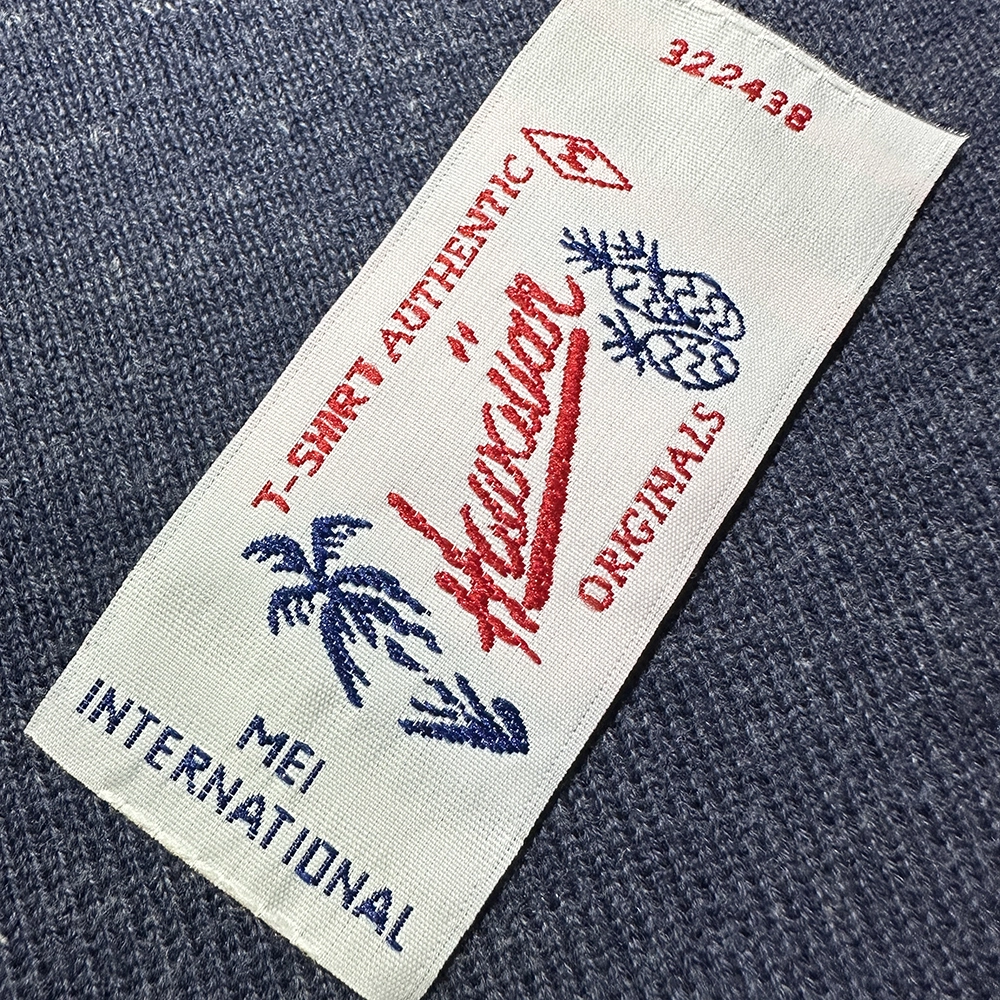 322438
T-SHIRT AUTHENTIC
Hawaiian
ORIGINALS
MEI
INTERNATIONAL